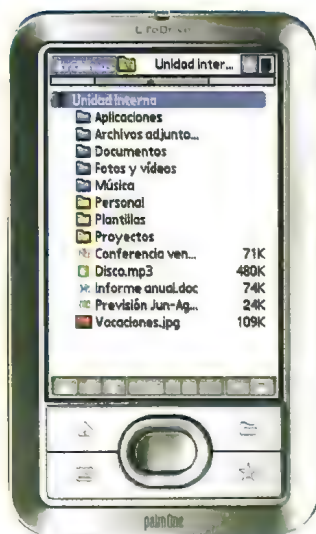 LifeDrive
Unidad Inter...
Unidad Interna
Aplicaciones
Archivos adjunto...
Documentos
Fotos y vídeos
Música
Personal
Plantillas
Proyectos
Conferencia ven... 71K
Disco.mp3 480K
Informe anual.doc 74K
Previsión Jun-Ag... 24K
Vacaciones.jpg 109K
palmOne